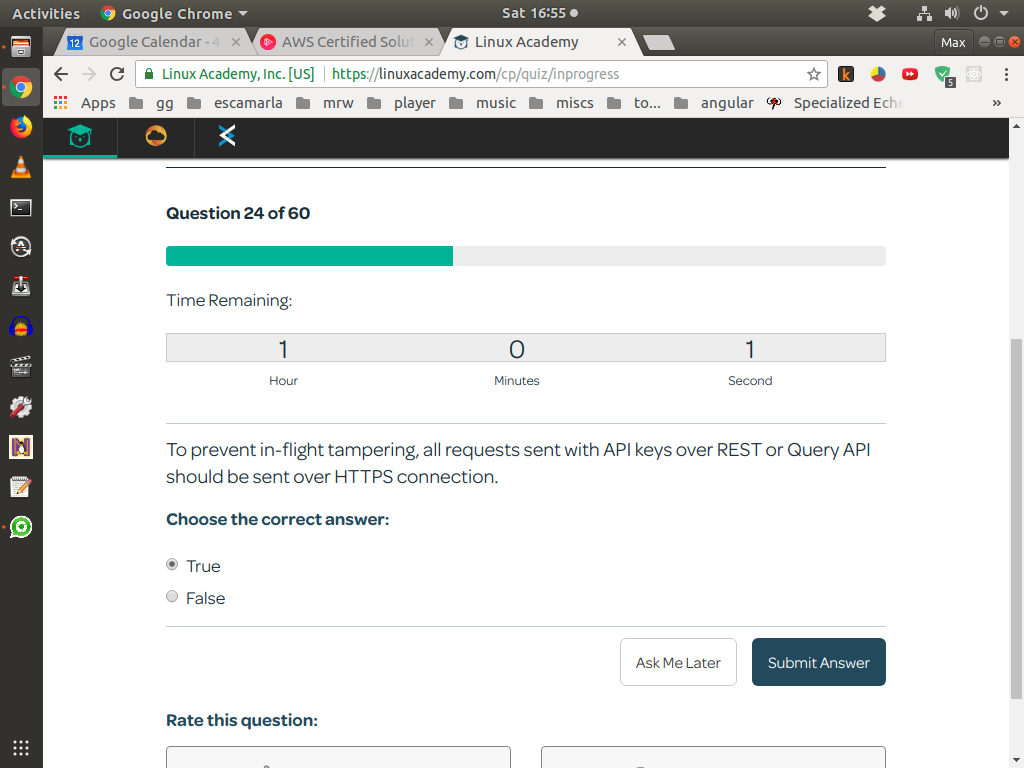 Activities Google Chrome Sat 16:55
12 Google Calendar - 4 AWS Certified Solut Linux Academy Max
Linux Academy, Inc. [US] https://linuxacademy.com/cp/quiz/inprogress k 5
Apps gg escamarla mrw player music miscs to... angular Specialized Eche »
Question 24 of 60
Time Remaining:
1 0 1
Hour Minutes Second
To prevent in-flight tampering, all requests sent with API keys over REST or Query API
should be sent over HTTPS connection.
Choose the correct answer:
True
False
Ask Me Later Submit Answer
Rate this question: